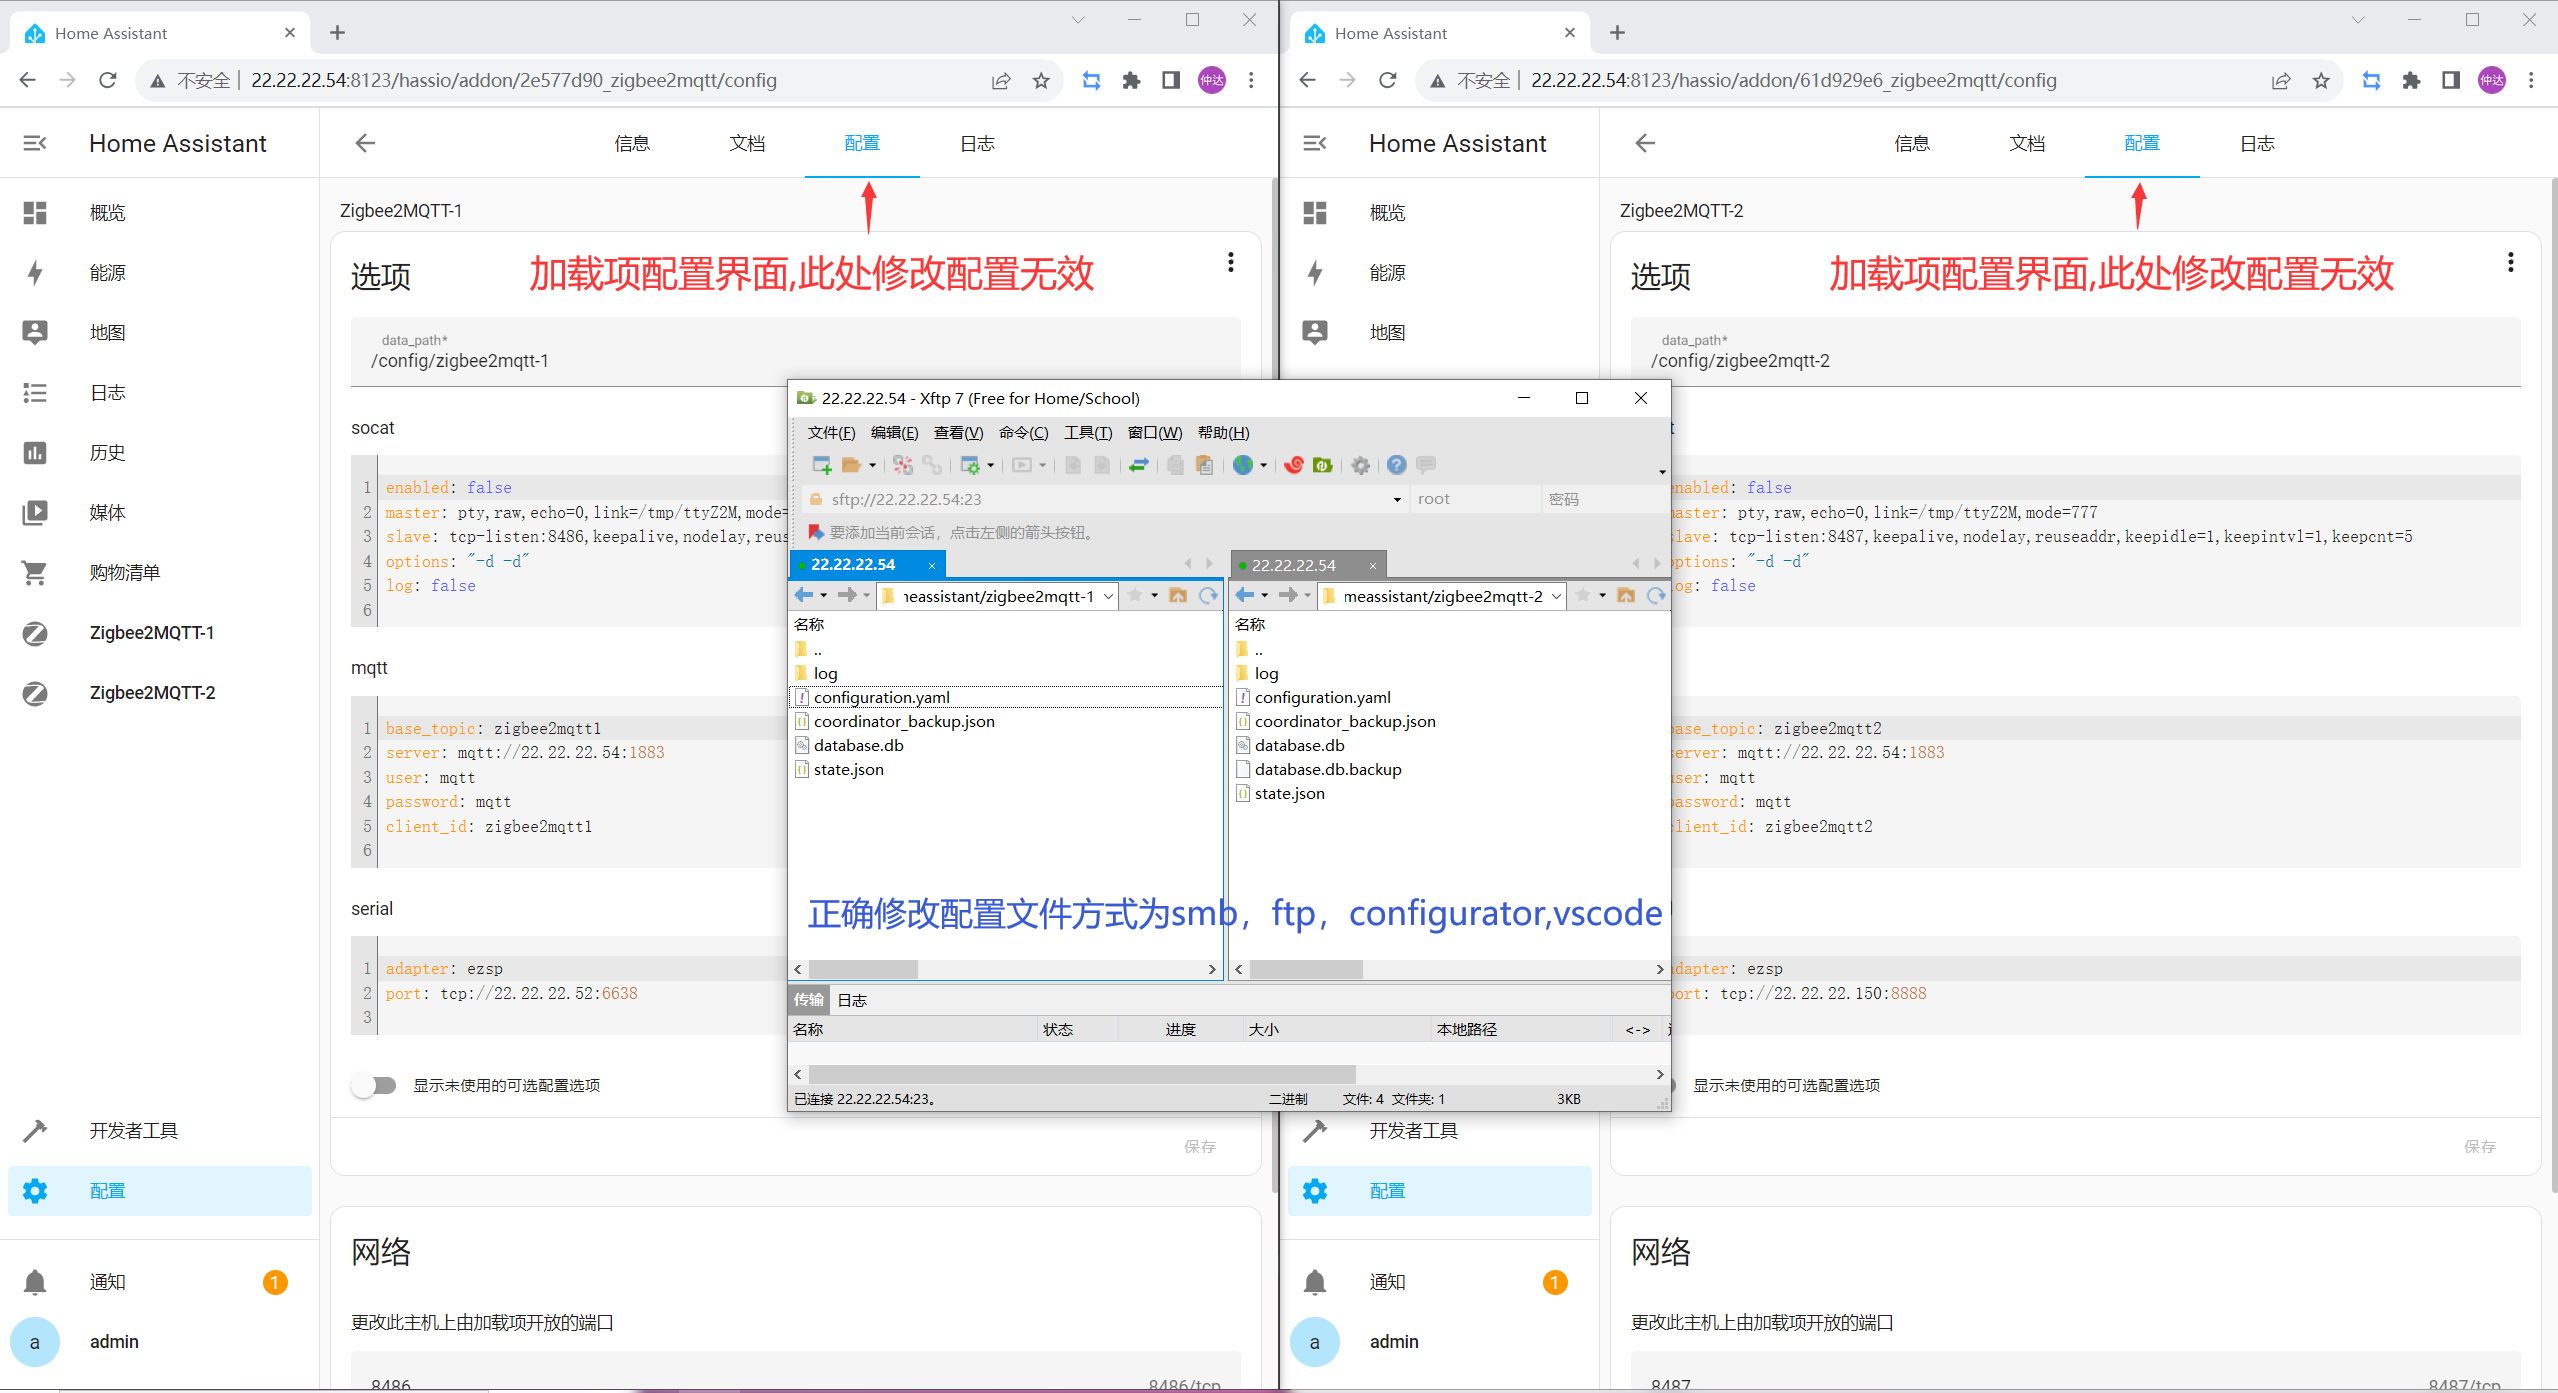 Home Assistant
不安全
22.22.22.54:8123/hassio/addon/2e577d90_zigbee2mqtt/config
仲达
Home Assistant
信息
文档
配置
日志
概览
能源
地图
日志
历史
媒体
购物清单
Zigbee2MQTT-1
Zigbee2MQTT-2
开发者工具
配置
通知
1
a
admin
Zigbee2MQTT-1
选项
加载项配置界面,此处修改配置无效
data_path*
/config/zigbee2mqtt-1
socat
1 enabled: false
2 master: pty,raw,echo=0,link=/tmp/ttyZ2M,mode=
3 slave: tcp-listen:8486,keepalive,nodelay,reus
4 options: "-d -d"
5 log: false
6
mqtt
1 base_topic: zigbee2mqtt1
2 server: mqtt://22.22.22.54:1883
3 user: mqtt
4 password: mqtt
5 client_id: zigbee2mqtt1
6
serial
1 adapter: ezsp
2 port: tcp://22.22.22.52:6638
3
显示未使用的可选配置选项
保存
网络
更改此主机上由加载项开放的端口
8486
8486/tcp
22.22.22.54 - Xftp 7 (Free for Home/School)
文件(F) 编辑(E) 查看(V) 命令(C) 工具(T) 窗口(W) 帮助(H)
sftp://22.22.22.54:23
root
密码
要添加当前会话，点击左侧的箭头按钮。
22.22.22.54
22.22.22.54
meassistant/zigbee2mqtt-2
名称
..
log
configuration.yaml
coordinator_backup.json
database.db
state.json
名称
..
log
configuration.yaml
coordinator_backup.json
database.db
database.db.backup
state.json
正确修改配置文件方式为smb，ftp，configurator,vscode
传输
日志
名称
状态
进度
大小
本地路径
<->
已连接 22.22.22.54:23。
二进制
文件: 4 文件夹: 1
3KB
Home Assistant
不安全
22.22.22.54:8123/hassio/addon/61d929e6_zigbee2mqtt/config
仲达
Home Assistant
信息
文档
配置
日志
概览
能源
地图
开发者工具
配置
通知
1
a
admin
Zigbee2MQTT-2
选项
加载项配置界面,此处修改配置无效
data_path*
/config/zigbee2mqtt-2
t
nabled: false
aster: pty,raw,echo=0,link=/tmp/ttyZ2M,mode=777
lave: tcp-listen:8487,keepalive,nodelay,reuseaddr,keepidle=1,keepintvl=1,keepcnt=5
ptions: "-d -d"
og: false
ase_topic: zigbee2mqtt2
erver: mqtt://22.22.22.54:1883
ser: mqtt
assword: mqtt
lient_id: zigbee2mqtt2
dapter: ezsp
ort: tcp://22.22.22.150:8888
显示未使用的可选配置选项
保存
网络
更改此主机上由加载项开放的端口
8487
8487/tcp